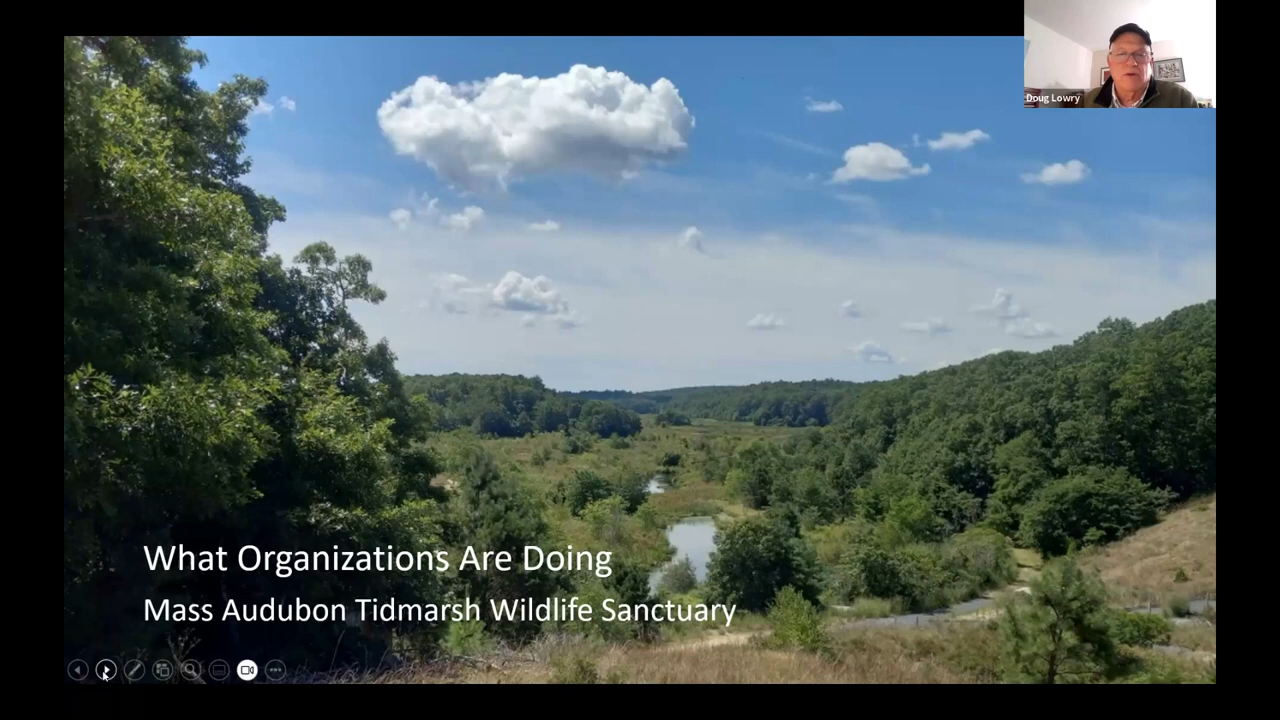 Doug Lowry
What Organizations Are Doing
Mass Audubon Tidmarsh Wildlife Sanctuary